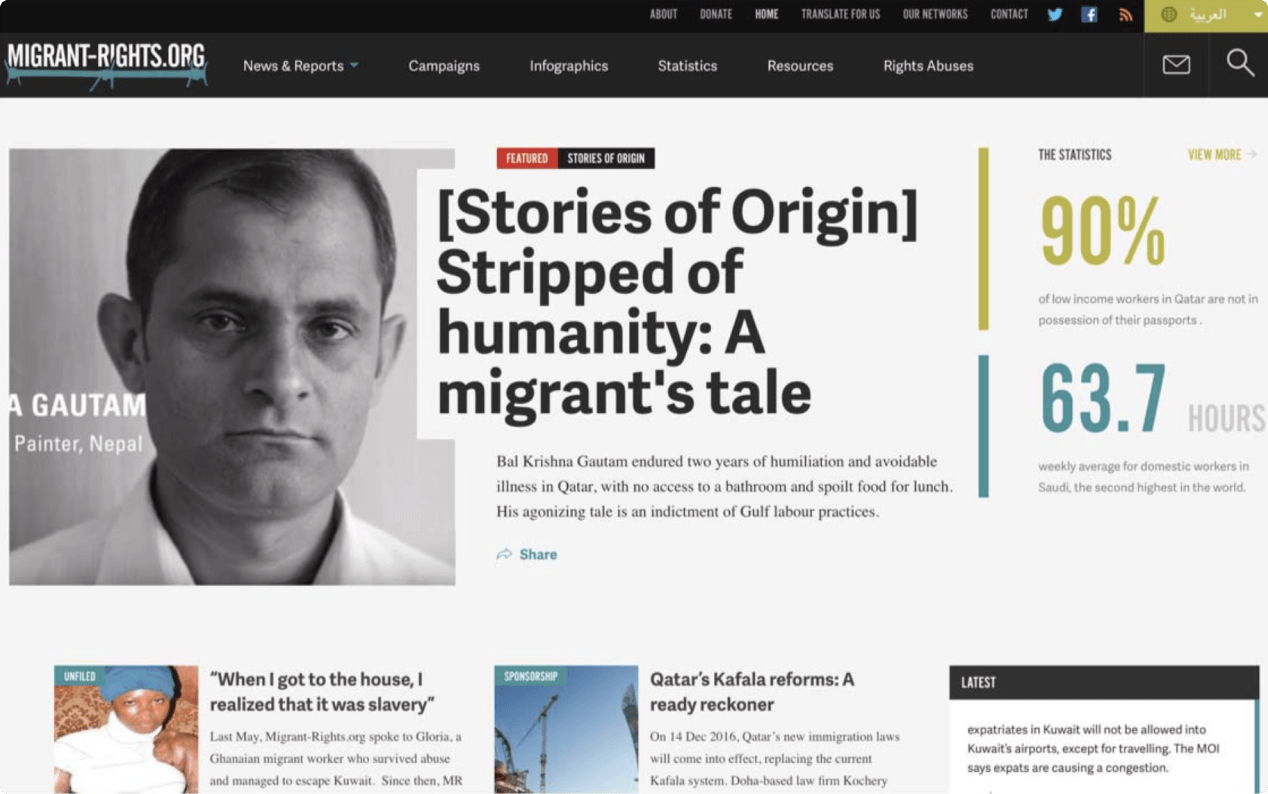 ABOUT DONATE HOME TRANSLATE FOR US OUR NETWORKS CONTACT العربية
MIGRANT-RIGHTS.ORG
News & Reports Campaigns Infographics Statistics Resources Rights Abuses
A GAUTAM
Painter, Nepal
FEATURED STORIES OF ORIGIN
[Stories of Origin]
Stripped of
humanity: A
migrant's tale
Bal Krishna Gautam endured two years of humiliation and avoidable
illness in Qatar, with no access to a bathroom and spoilt food for lunch.
His agonizing tale is an indictment of Gulf labour practices.
Share
THE STATISTICS VIEW MORE
90%
of low income workers in Qatar are not in
possession of their passports .
63.7 HOURS
weekly average for domestic workers in
Saudi, the second highest in the world.
UNFILED
“When I got to the house, I
realized that it was slavery”
Last May, Migrant-Rights.org spoke to Gloria, a
Ghanaian migrant worker who survived abuse
and managed to escape Kuwait. Since then, MR
SPONSORSHIP
Qatar’s Kafala reforms: A
ready reckoner
On 14 Dec 2016, Qatar’s new immigration laws
will come into effect, replacing the current
Kafala system. Doha-based law firm Kochery
LATEST
expatriates in Kuwait will not be allowed into
Kuwait’s airports, except for travelling. The MOI
says expats are causing a congestion.